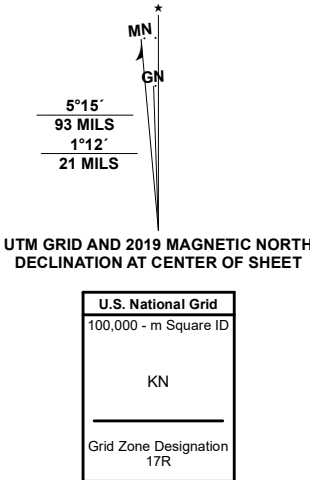 ★
MN
GN
5°15´
93 MILS
1°12´
21 MILS
UTM GRID AND 2019 MAGNETIC NORTH
DECLINATION AT CENTER OF SHEET
U.S. National Grid
100,000 - m Square ID
KN
Grid Zone Designation
17R